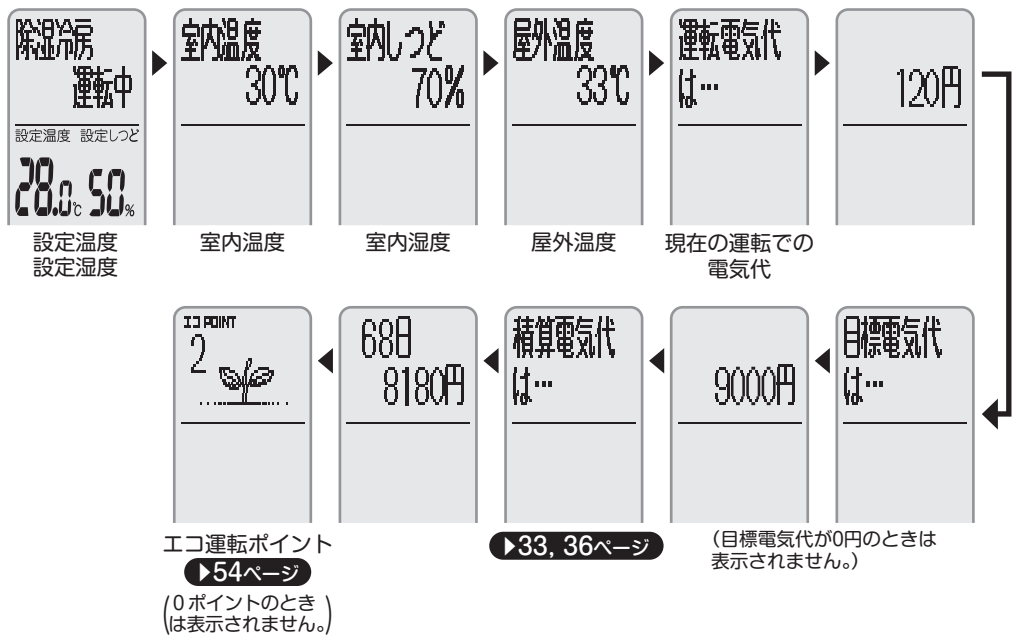 除湿冷房
運転中
設定温度 設定しつど
28.0℃ 50%
設定温度
設定湿度
室内温度
30℃
室内温度
室内しつど
70%
室内湿度
屋外温度
33℃
屋外温度
運転電気代
は…
現在の運転での
電気代
120円
目標電気代
は…
9000円
(目標電気代が0円のときは
表示されません。)
積算電気代
は…
▶33, 36ページ
68日
8180円
エコPOINT
2
エコ運転ポイント
▶54ページ
(0ポイントのとき
は表示されません。)